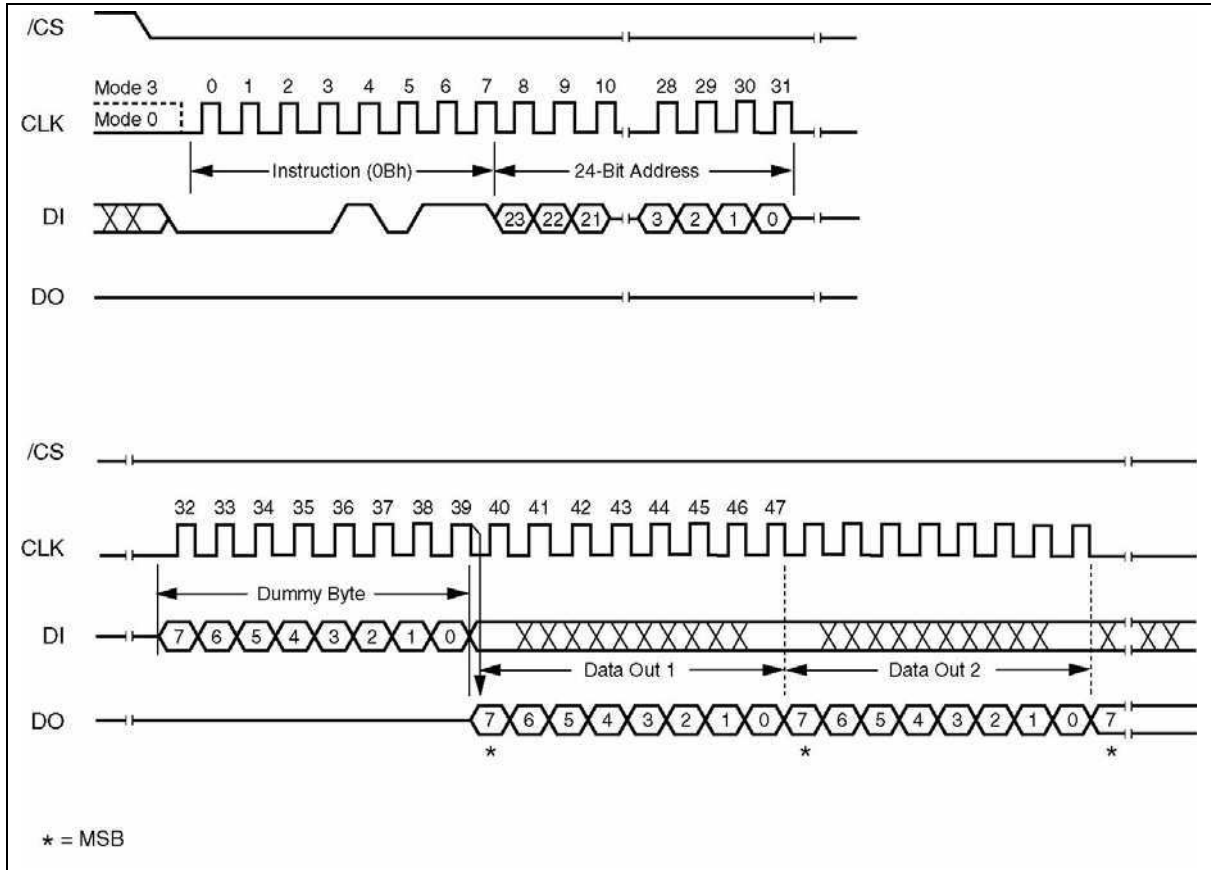 /CS
Mode 3 0 1 2 3 4 5 6 7 8 9 10 28 29 30 31
CLK Mode 0
Instruction (0Bh) 24-Bit Address
DI 23 22 21 3 2 1 0
DO
/CS
32 33 34 35 36 37 38 39 40 41 42 43 44 45 46 47
CLK
Dummy Byte
DI 7 6 5 4 3 2 1 0
Data Out 1 Data Out 2
DO 7 6 5 4 3 2 1 0 7 6 5 4 3 2 1 0 7
* * *
* = MSB